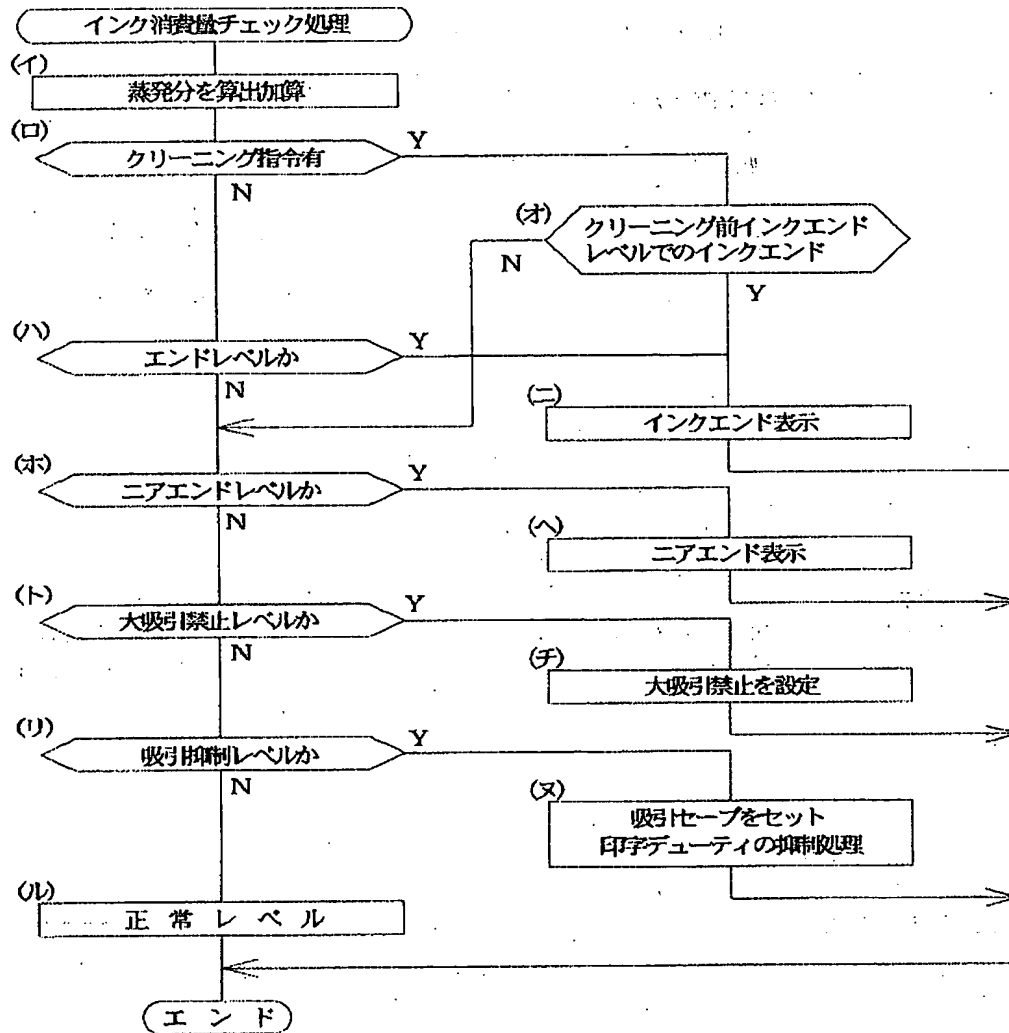 インク消費量チェック処理
(イ)
蒸発分を算出加算
(ロ)
クリーニング指令有
Y
N
(オ)
クリーニング前インクエンド
レベルでのインクエンド
N
Y
(ハ)
エンドレベルか
Y
N
(ニ)
インクエンド表示
(ホ)
ニアエンドレベルか
Y
N
(ヘ)
ニアエンド表示
(ト)
大吸引禁止レベルか
Y
N
(チ)
大吸引禁止を設定
(リ)
吸引抑制レベルか
Y
N
(ヌ)
吸引セーブをセット
印字デューティの抑制処理
(ル)
正常レベル
エンド